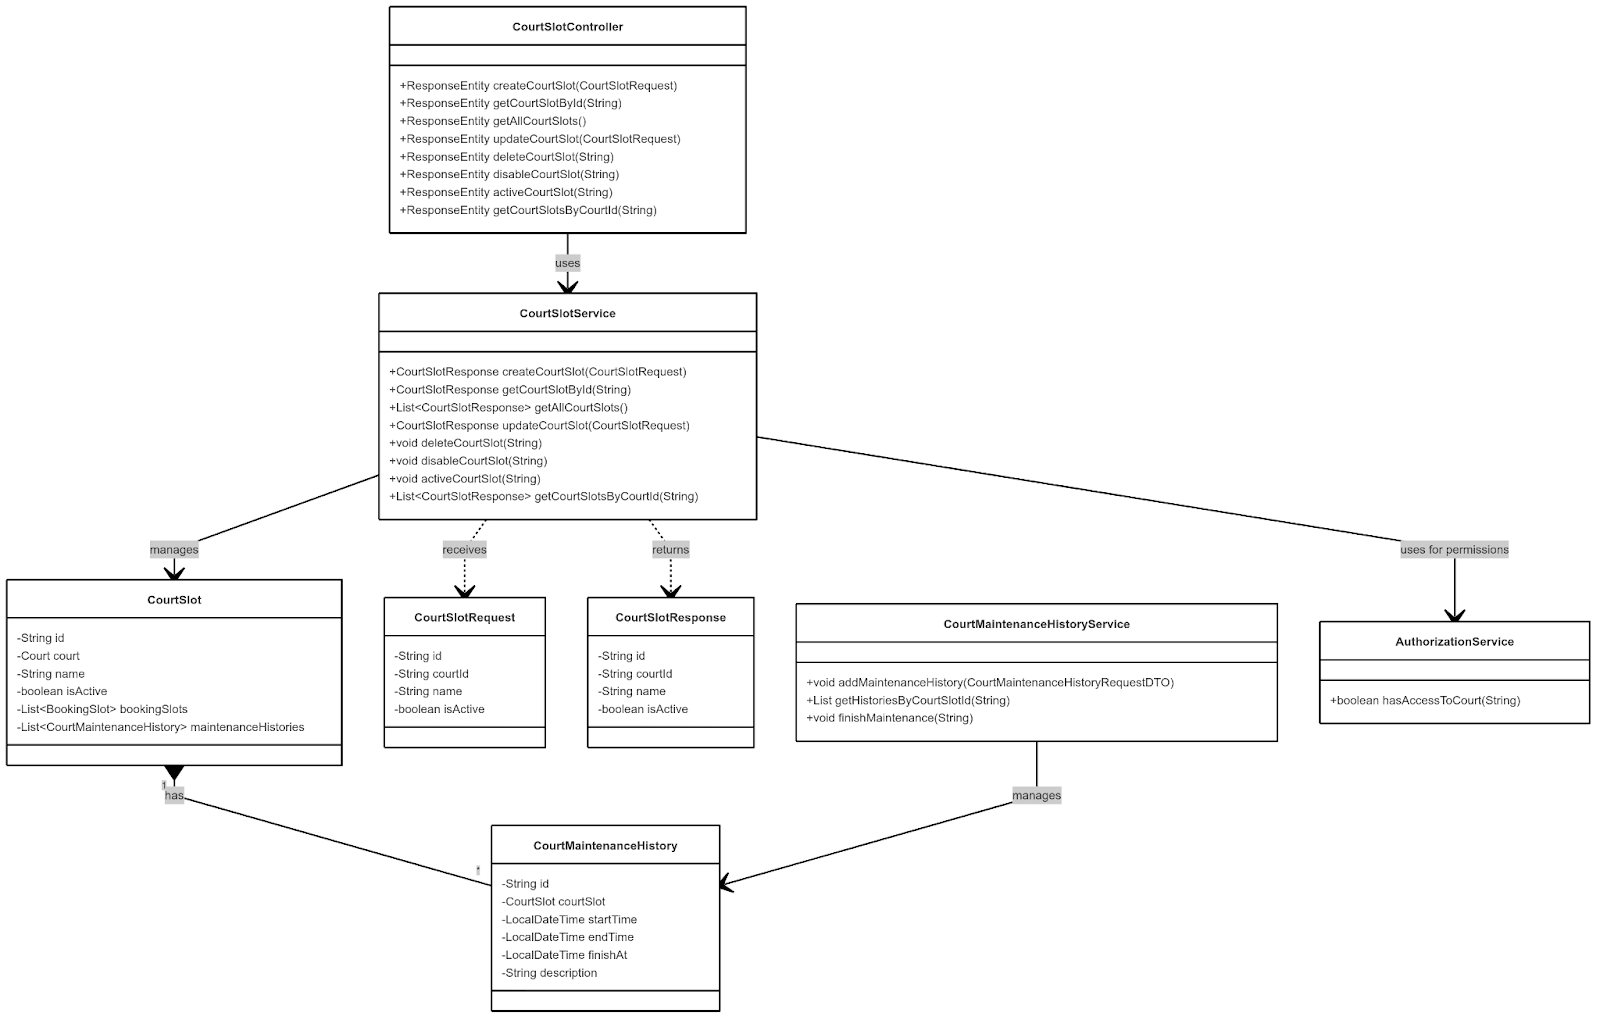 CourtSlotController
+ResponseEntity createCourtSlot(CourtSlotRequest)
+ResponseEntity getCourtSlotById(String)
+ResponseEntity getAllCourtSlots()
+ResponseEntity updateCourtSlot(CourtSlotRequest)
+ResponseEntity deleteCourtSlot(String)
+ResponseEntity disableCourtSlot(String)
+ResponseEntity activeCourtSlot(String)
+ResponseEntity getCourtSlotsByCourtId(String)
uses
CourtSlotService
+CourtSlotResponse createCourtSlot(CourtSlotRequest)
+CourtSlotResponse getCourtSlotById(String)
+List<CourtSlotResponse> getAllCourtSlots()
+CourtSlotResponse updateCourtSlot(CourtSlotRequest)
+void deleteCourtSlot(String)
+void disableCourtSlot(String)
+void activeCourtSlot(String)
+List<CourtSlotResponse> getCourtSlotsByCourtId(String)
manages
receives
returns
uses for permissions
CourtSlot
-String id
-Court court
-String name
-boolean isActive
-List<BookingSlot> bookingSlots
-List<CourtMaintenanceHistory> maintenanceHistories
CourtSlotRequest
-String id
-String courtId
-String name
-boolean isActive
CourtSlotResponse
-String id
-String courtId
-String name
-boolean isActive
CourtMaintenanceHistoryService
+void addMaintenanceHistory(CourtMaintenanceHistoryRequestDTO)
+List getHistoriesByCourtSlotId(String)
+void finishMaintenance(String)
AuthorizationService
+boolean hasAccessToCourt(String)
1
has
manages
*
CourtMaintenanceHistory
-String id
-CourtSlot courtSlot
-LocalDateTime startTime
-LocalDateTime endTime
-LocalDateTime finishAt
-String description